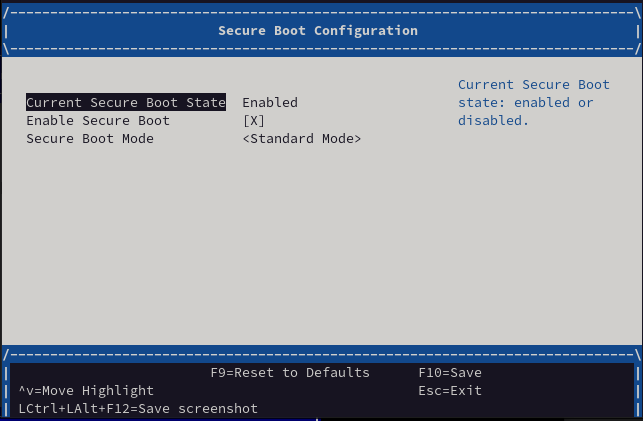 /------------------------------------------------------------------------------\
| Secure Boot Configuration |
\------------------------------------------------------------------------------/
Current Secure Boot State Enabled
Enable Secure Boot [X]
Secure Boot Mode <Standard Mode>
Current Secure Boot
state: enabled or
disabled.
/------------------------------------------------------------------------------\
| F9=Reset to Defaults F10=Save |
| ^v=Move Highlight Esc=Exit |
| LCtrl+LAlt+F12=Save screenshot |